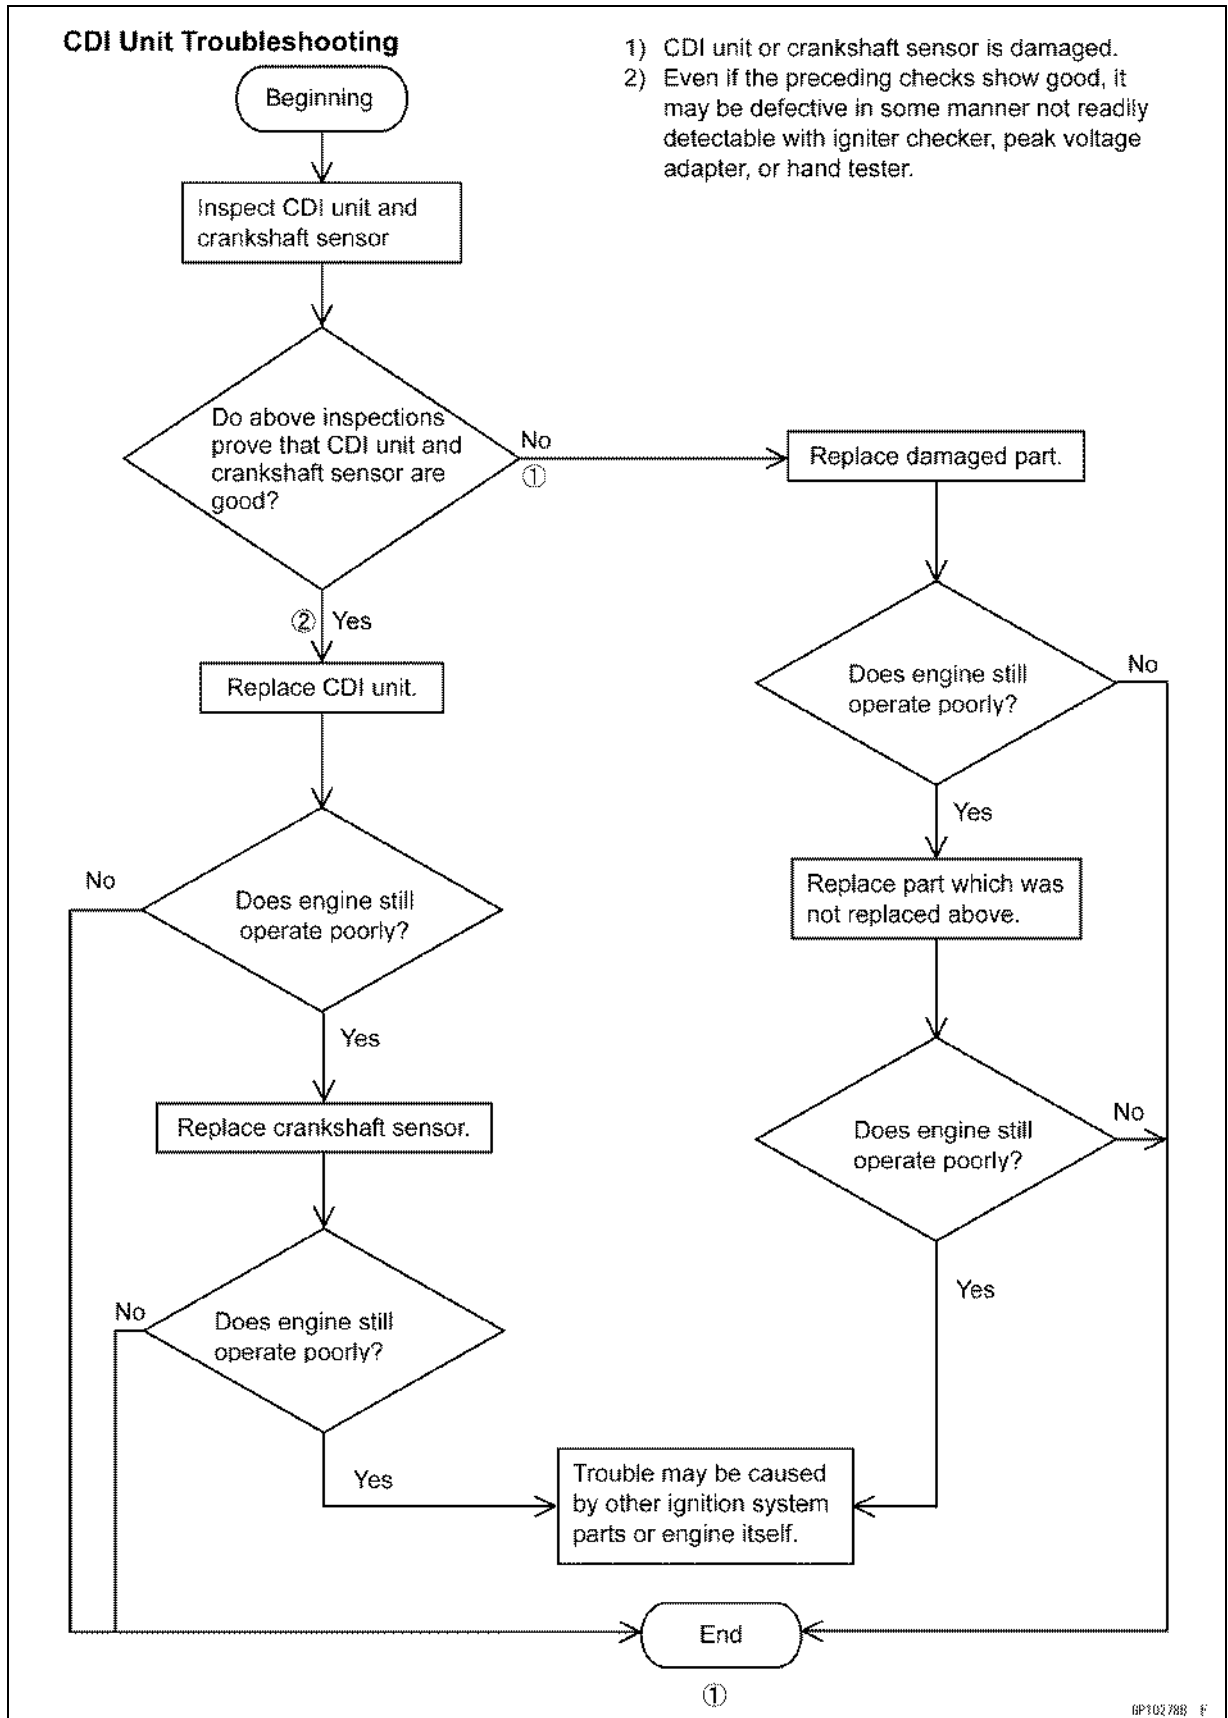 CDI Unit Troubleshooting
1) CDI unit or crankshaft sensor is damaged.
2) Even if the preceding checks show good, it
may be defective in some manner not readily
detectable with igniter checker, peak voltage
adapter, or hand tester.
Beginning
Inspect CDI unit and
crankshaft sensor
Do above inspections
prove that CDI unit and
crankshaft sensor are
good?
No
①
Replace damaged part.
② Yes
Replace CDI unit.
Does engine still
operate poorly?
No
Yes
Replace part which was
not replaced above.
No
Does engine still
operate poorly?
Yes
Replace crankshaft sensor.
Does engine still
operate poorly?
No
Yes
No
Does engine still
operate poorly?
Yes
Trouble may be caused
by other ignition system
parts or engine itself.
End
①
GP10278B F